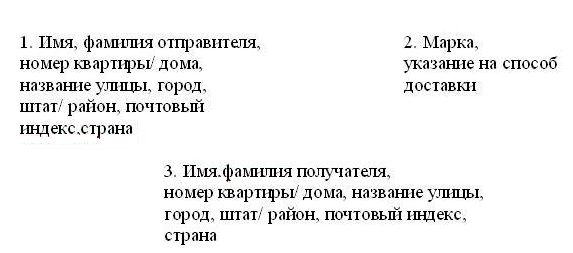 1. Имя, фамилия отправителя,
номер квартиры/ дома,
название улицы, город,
штат/ район, почтовый
индекс,страна
2. Марка,
указание на способ
доставки
3. Имя.фамилия получателя,
номер квартиры/ дома, название улицы,
город, штат/ район, почтовый индекс,
страна